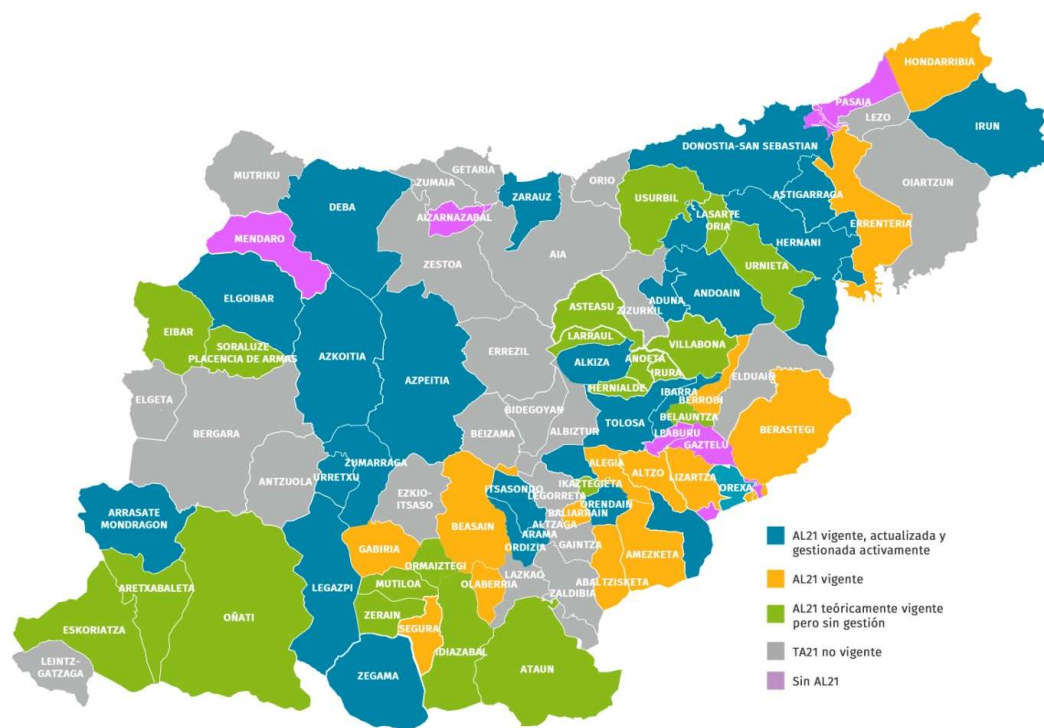 HONDARRIBIA
PASAIA
LEZO
IRUN
DONOSTIA-SAN SEBASTIAN
GETARIA
MUTRIKU
ZUMAIA
ORIO
OIARTZUN
ASTIGARRAGA
USURBIL
ZARAUZ
DEBA
AIZARNAZABAL
LASARTE
ORIA
ERRENTERIA
MENDARO
HERNANI
URNIETA
AIA
ZESTOA
ANDOAIN
ELGOIBAR
ADUNA
ASTEASU
ZIZURKIL
EIBAR
LARRAUL
VILLABONA
SORALUZE
PLACENCIA DE ARMAS
AZKOITIA
ERREZIL
ALKIZA
ANOETA
IRURA
ELDUAIN
AZPEITIA
HERNIALDE
IBARRA
BERROBI
ELGETA
BIDEGOYAN
BELAUNTZA
TOLOSA
BERASTEGI
BERGARA
BEIZAMA
ALBIZTUR
LEABURU
GAZTELU
ZUMARRAGA
ALEGIA
ALTZO
LIZARTZA
ANTZUOLA
URRETXU
EZKIO-
ITSASO
ITSASONDO
IKAZTEGIETA
OREXA
LEGORRETA
ORENDAIN
ARRASATE
MONDRAGON
BEASAIN
BALIARRAIN
ALTZAGA
ARAMA
ORDIZIA
GAINTZA
AMEZKETA
GABIRIA
ORMAIZTEGI
LAZKAO
ABALTZISKETA
ARETXABALETA
LEGAZPI
MUTILOA
OLABERRIA
ZALDIBIA
OÑATI
ZERAIN
ESKORIATZA
SEGURA
IDIAZABAL
LEINTZ-
GATZAGA
ZEGAMA
ATAUN
AL21 vigente, actualizada y
gestionada activamente
AL21 vigente
AL21 teóricamente vigente
pero sin gestión
TA21 no vigente
Sin AL21